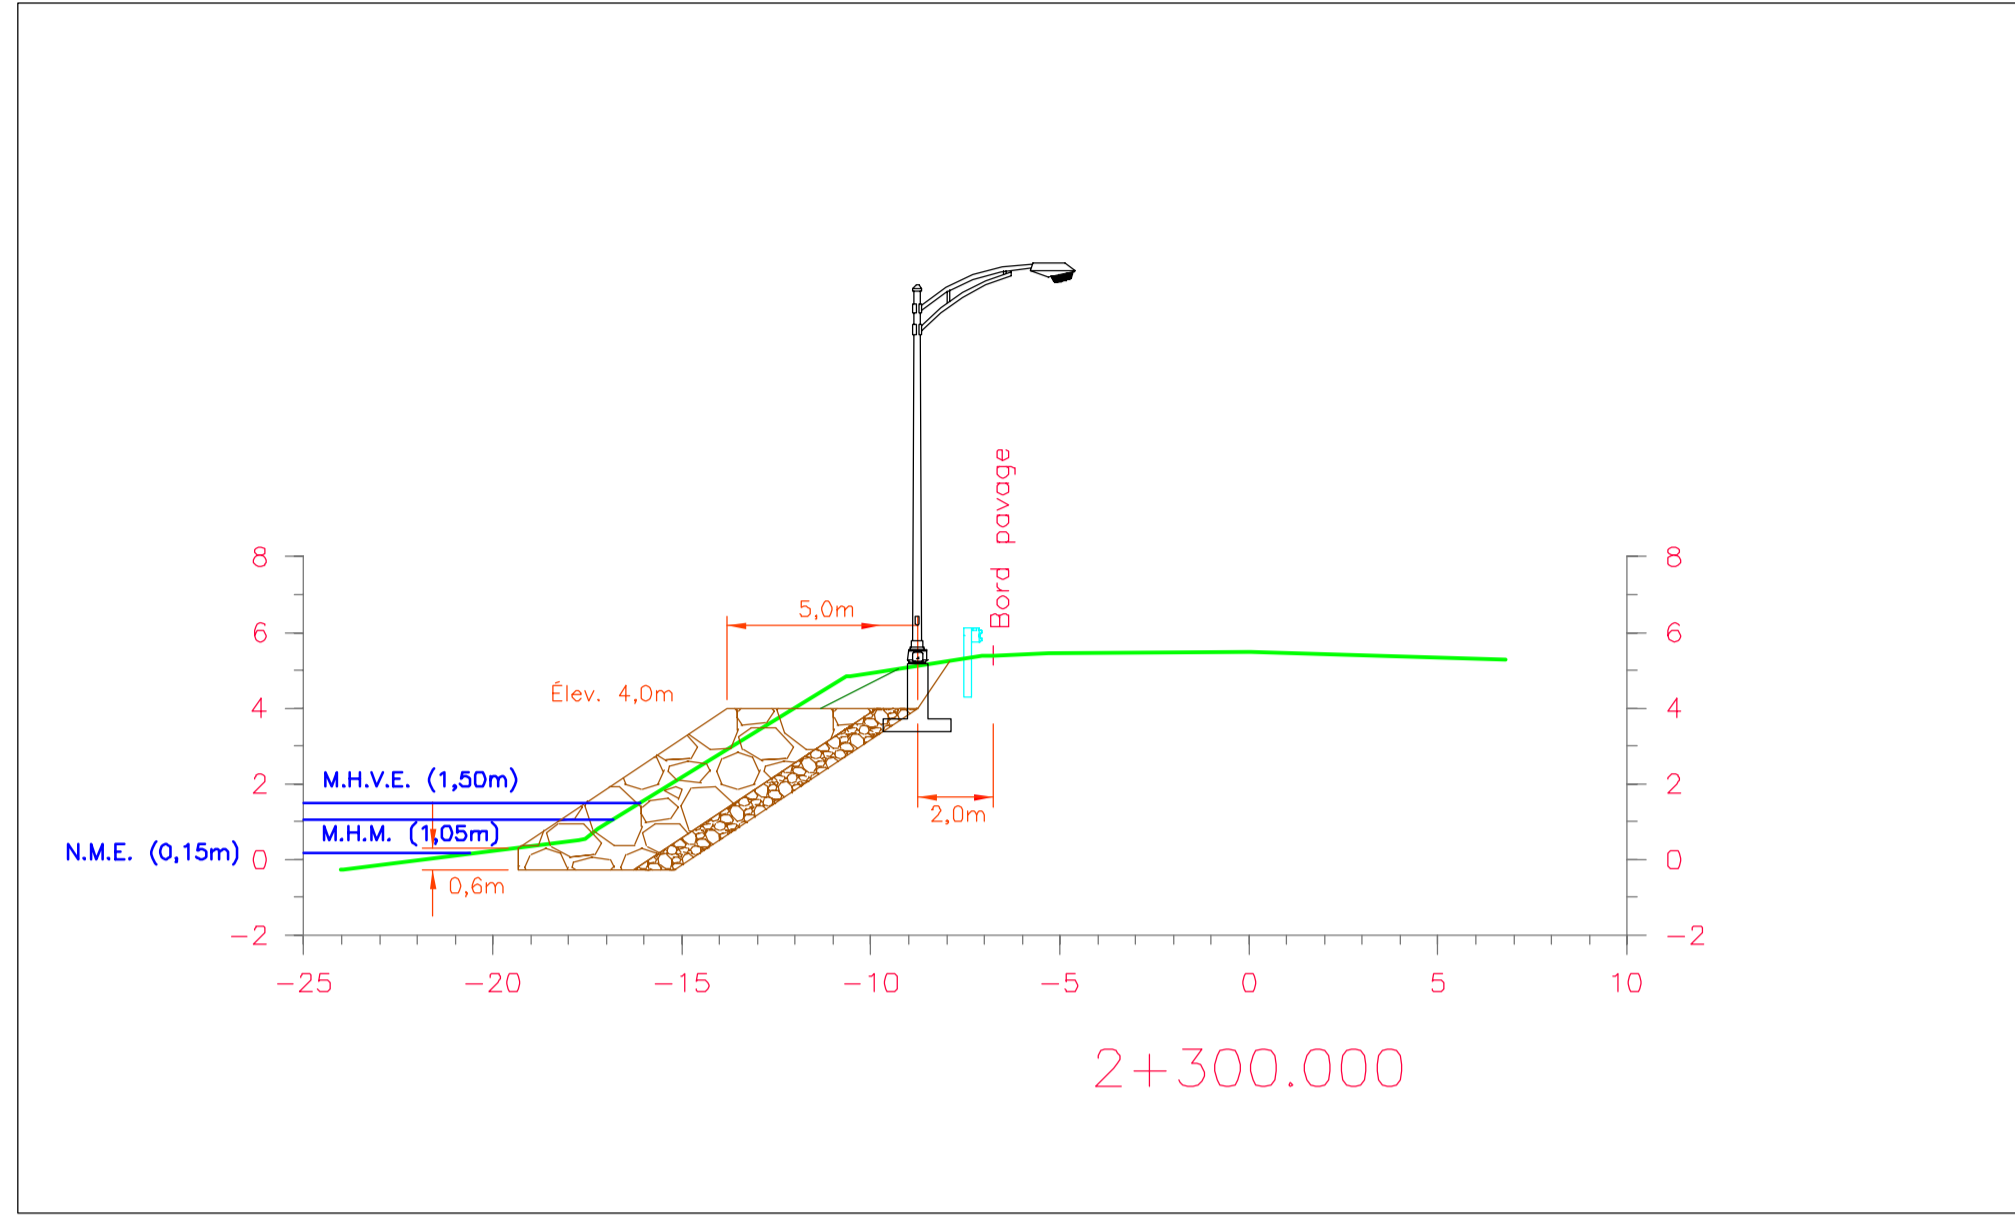 Bord pavage
8
8
5,0m
6
6
Élev. 4,0m
4
4
M.H.V.E. (1,50m)
2
2
2,0m
M.H.M. (1,05m)
N.M.E. (0,15m)
0
0
0,6m
-2
-2
-25 -20 -15 -10 -5 0 5 10
2+300.000